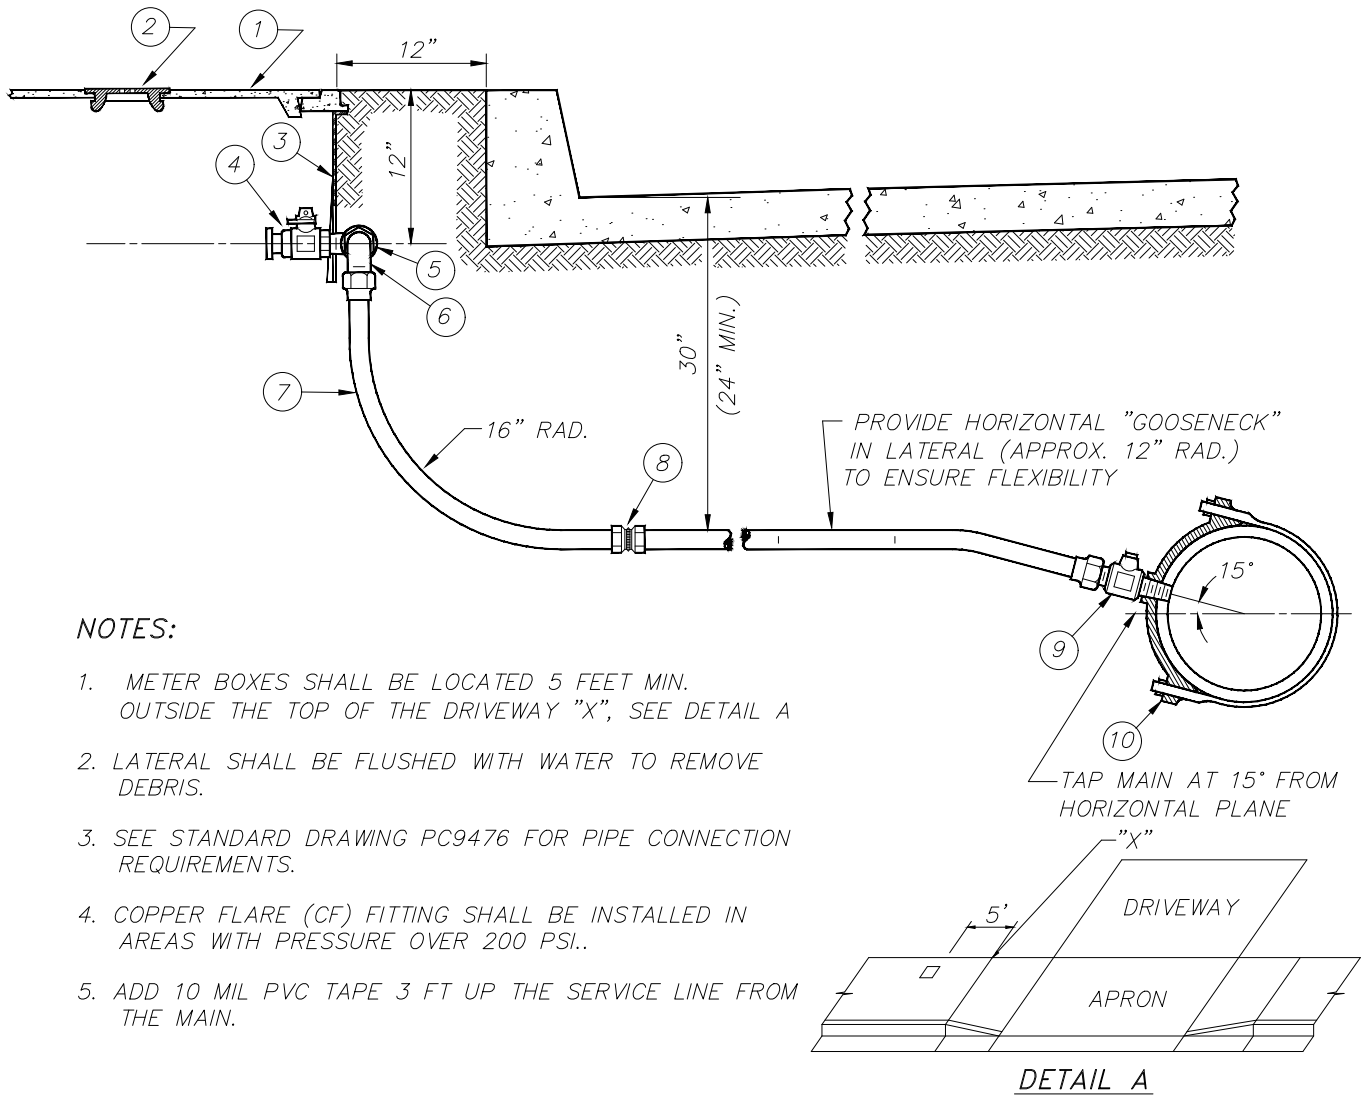 2
1
12"
3
4
12"
5
6
30"
(24" MIN.)
7
16" RAD.
8
PROVIDE HORIZONTAL "GOOSENECK"
IN LATERAL (APPROX. 12" RAD.)
TO ENSURE FLEXIBILITY
15°
9
10
TAP MAIN AT 15° FROM
HORIZONTAL PLANE
NOTES:
1. METER BOXES SHALL BE LOCATED 5 FEET MIN.
OUTSIDE THE TOP OF THE DRIVEWAY "X", SEE DETAIL A
2. LATERAL SHALL BE FLUSHED WITH WATER TO REMOVE
DEBRIS.
3. SEE STANDARD DRAWING PC9476 FOR PIPE CONNECTION
REQUIREMENTS.
4. COPPER FLARE (CF) FITTING SHALL BE INSTALLED IN
AREAS WITH PRESSURE OVER 200 PSI..
5. ADD 10 MIL PVC TAPE 3 FT UP THE SERVICE LINE FROM
THE MAIN.
"X"
5'
DRIVEWAY
APRON
DETAIL A